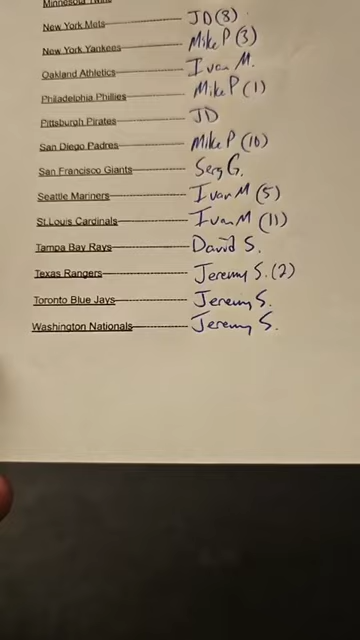 Minnesota Twins
New York Mets JD (8)
New York Yankees Mike P (3)
Oakland Athletics Ivan M.
Philadelphia Phillies Mike P (1)
Pittsburgh Pirates JD
San Diego Padres Mike P (10)
San Francisco Giants Serg G.
Seattle Mariners Ivan M (5)
St.Louis Cardinals Ivan M (11)
Tampa Bay Rays David S.
Texas Rangers Jeremy S. (2)
Toronto Blue Jays Jeremy S.
Washington Nationals Jeremy S.